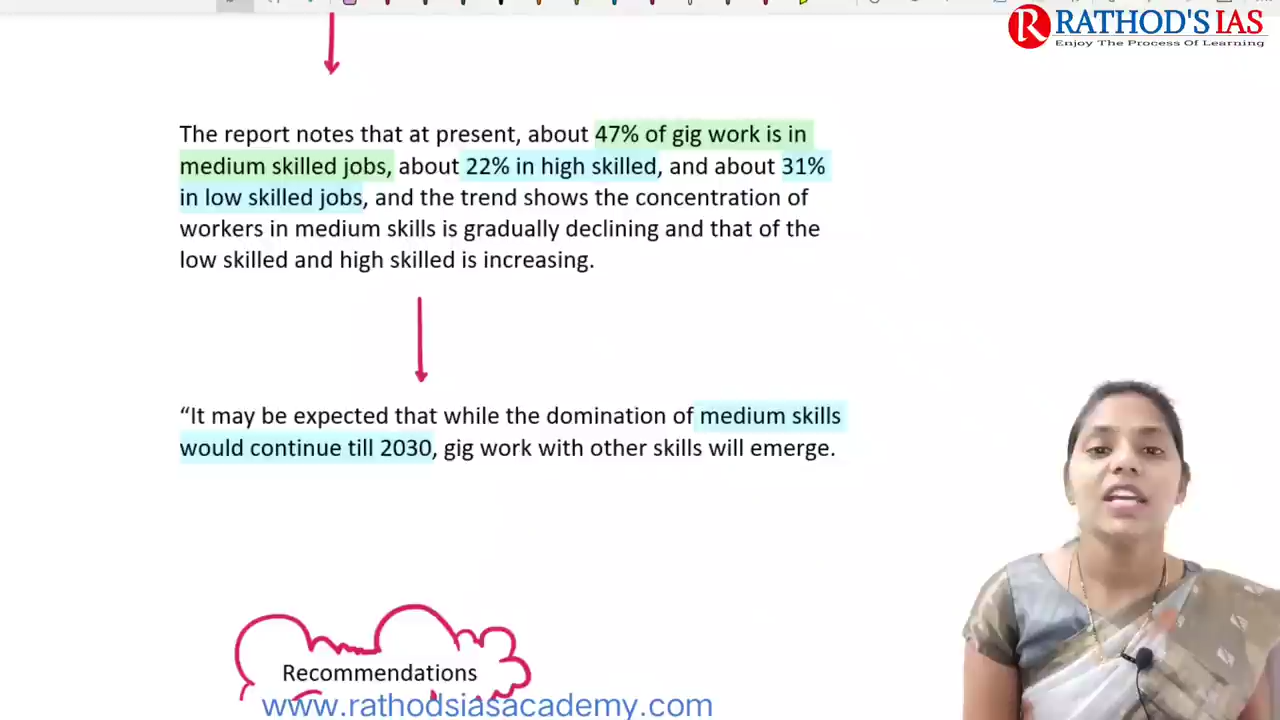 RATHOD'S IAS
Enjoy The Process Of Learning
The report notes that at present, about 47% of gig work is in
medium skilled jobs, about 22% in high skilled, and about 31%
in low skilled jobs, and the trend shows the concentration of
workers in medium skills is gradually declining and that of the
low skilled and high skilled is increasing.
“It may be expected that while the domination of medium skills
would continue till 2030, gig work with other skills will emerge.
Recommendations
www.rathodsiasacademy.com